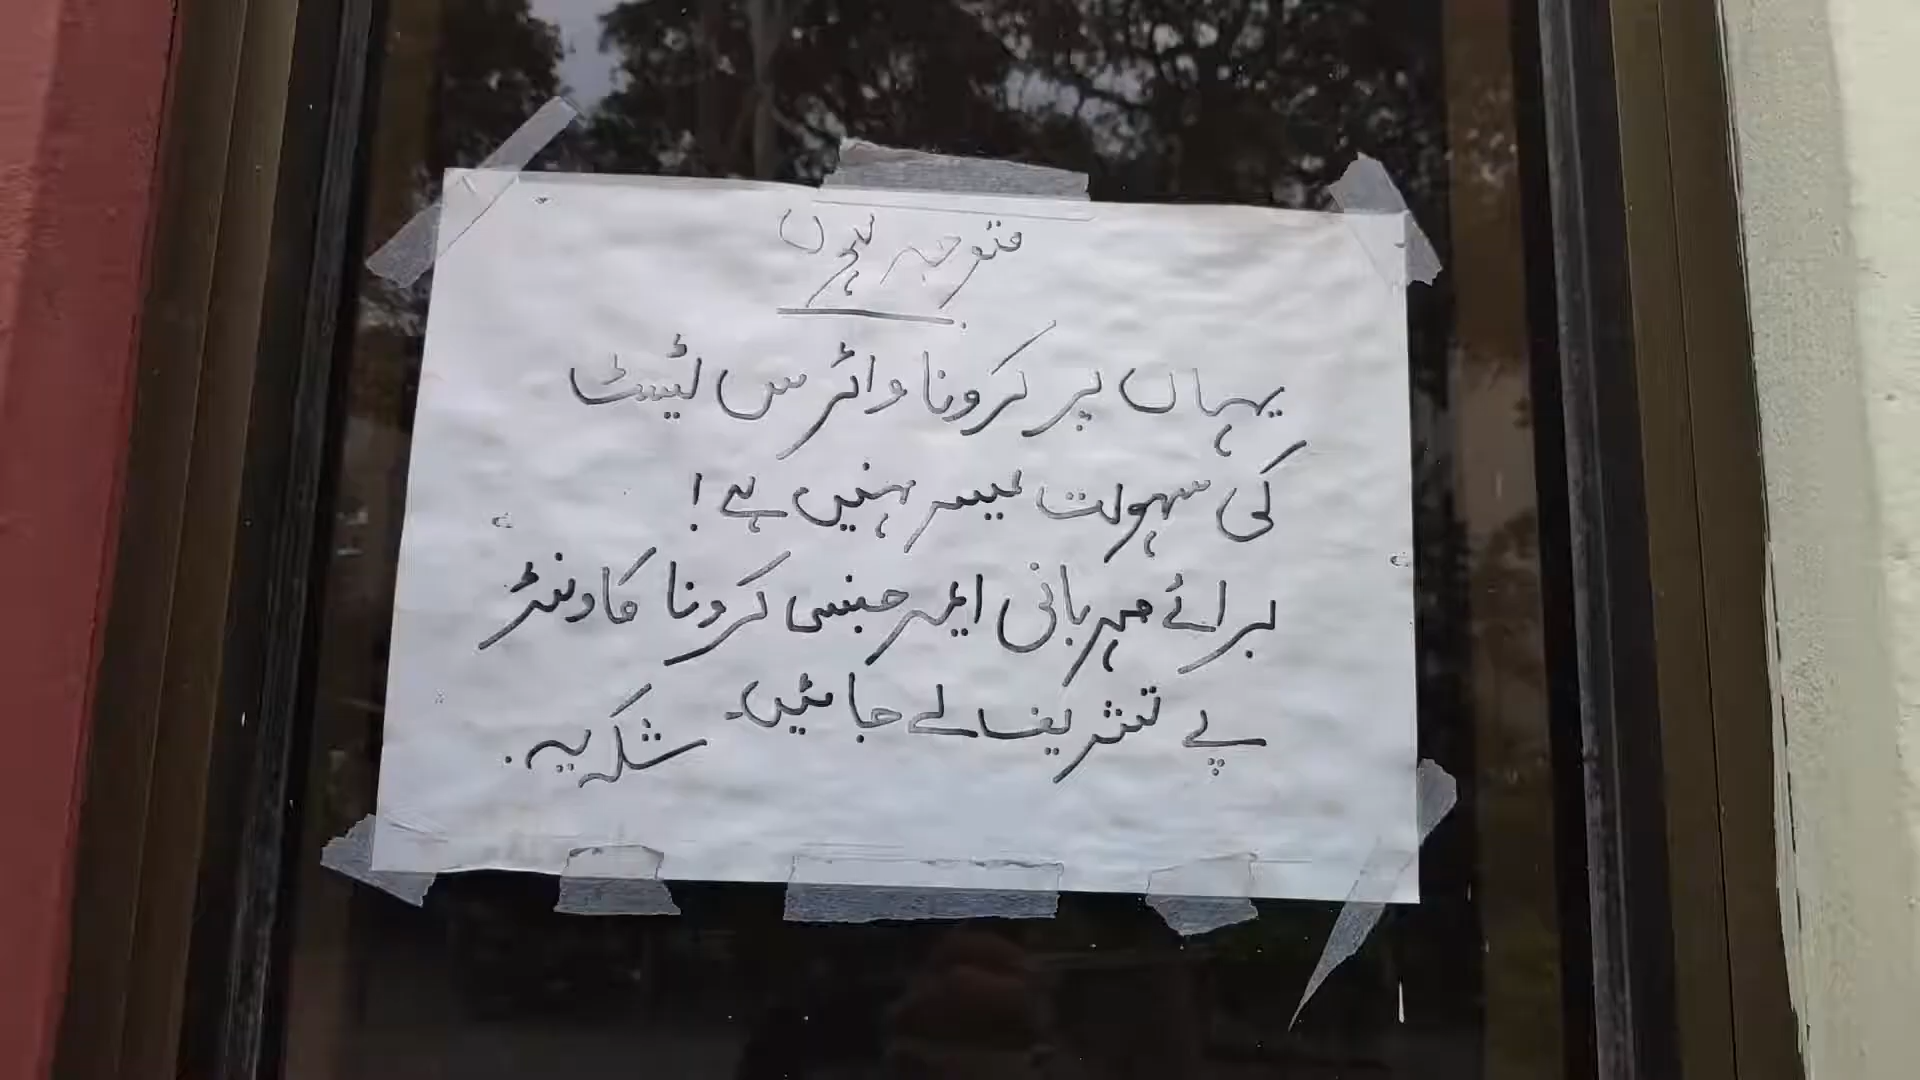 متوجہ ہوں
یہاں پر کرونا وائرس ٹیسٹ
کی سہولت میسر نہیں ہے!
برائے مہربانی ایمرجنسی کرونا کاونٹر
پے تشریف لے جائیں۔ شکریہ.